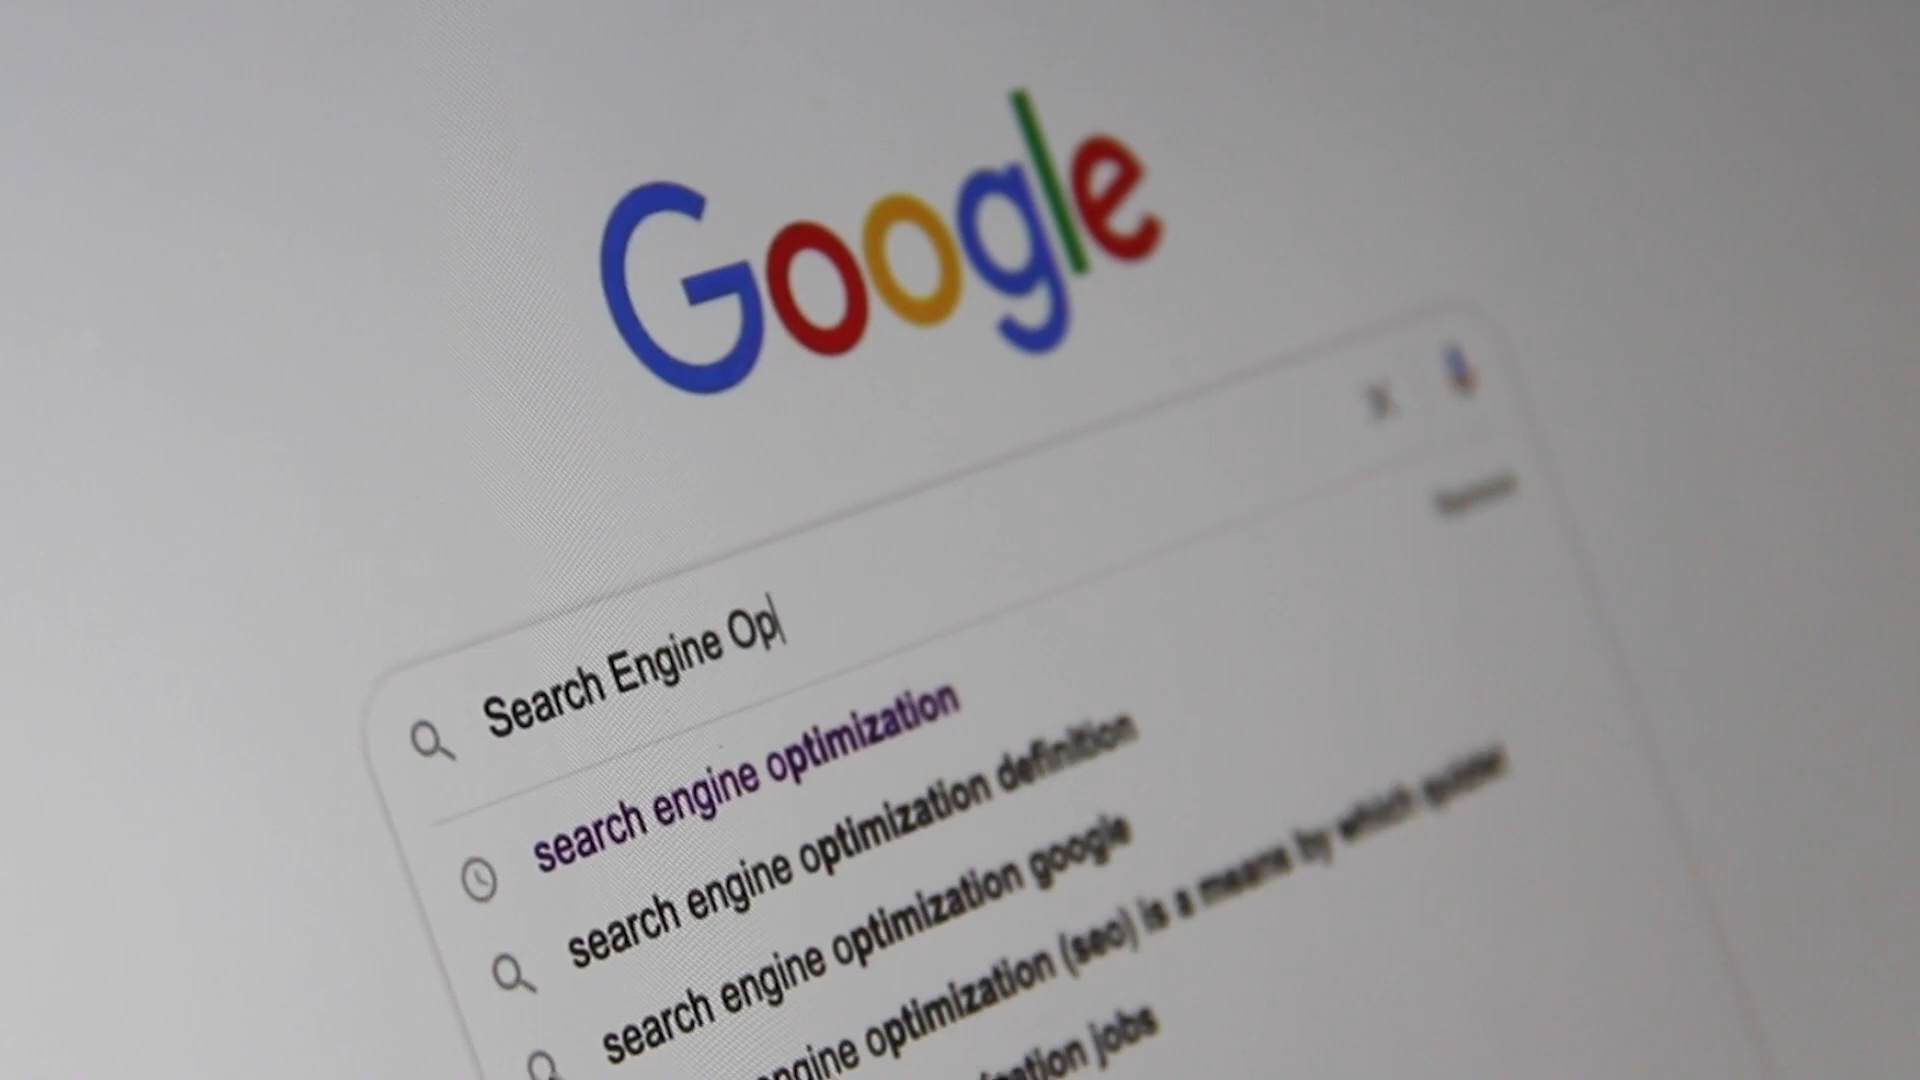 Google
Search Engine Op
search engine optimization
search engine optimization definition
search engine optimization google
engine optimization (seo) is a means by which
jobs